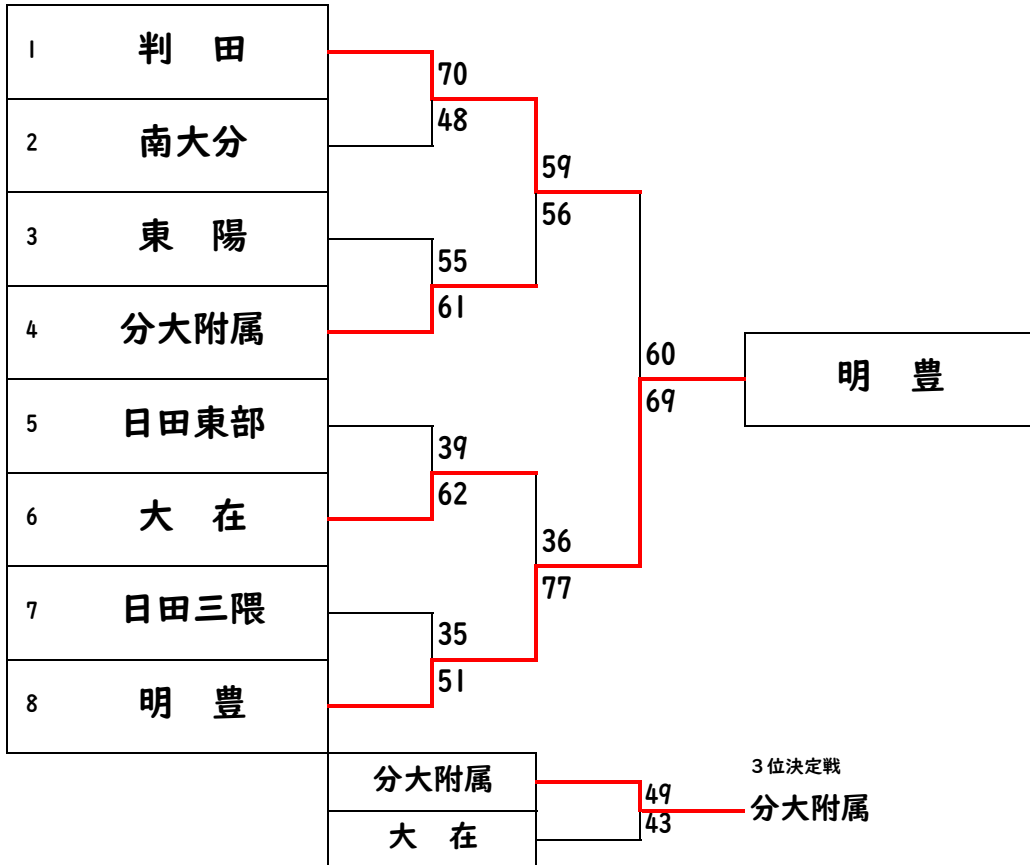 1 判　田
2 南大分
3 東　陽
4 分大附属
5 日田東部
6 大　在
7 日田三隈
8 明　豊
70
48
55
61
39
62
35
51
59
56
36
77
60
69
明　豊
分大附属
大　在
49
43
３位決定戦
分大附属